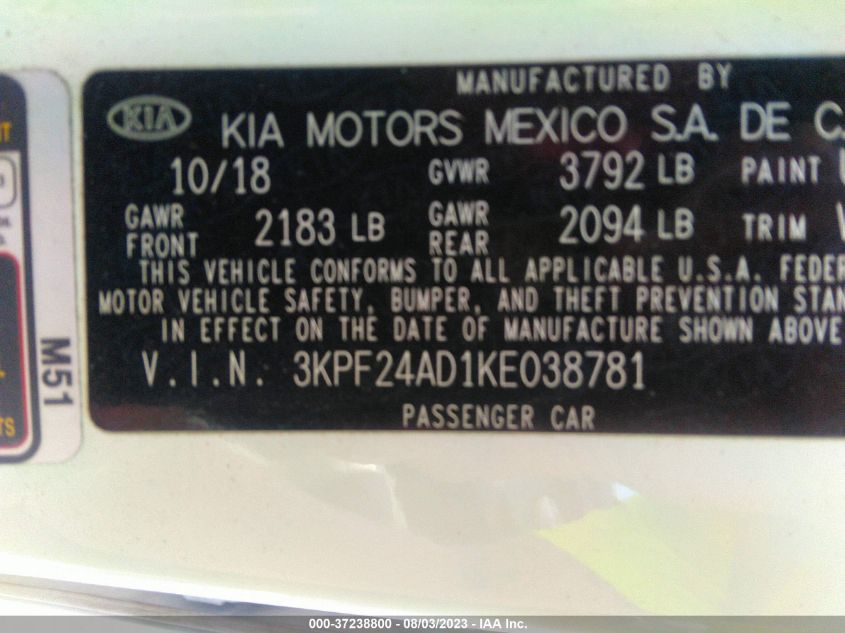 MANUFACTURED BY
KIA KIA MOTORS MEXICO S.A. DE C.
10/18 GVWR 3792 LB PAINT
GAWR FRONT 2183 LB GAWR REAR 2094 LB TRIM
THIS VEHICLE CONFORMS TO ALL APPLICABLE U.S.A. FEDER
MOTOR VEHICLE SAFETY, BUMPER, AND THEFT PREVENTION STAN
IN EFFECT ON THE DATE OF MANUFACTURE SHOWN ABOVE
V.I.N. 3KPF24AD1KE038781
PASSENGER CAR
M51
TS
000-37238800 - 08/03/2023 - IAA Inc.